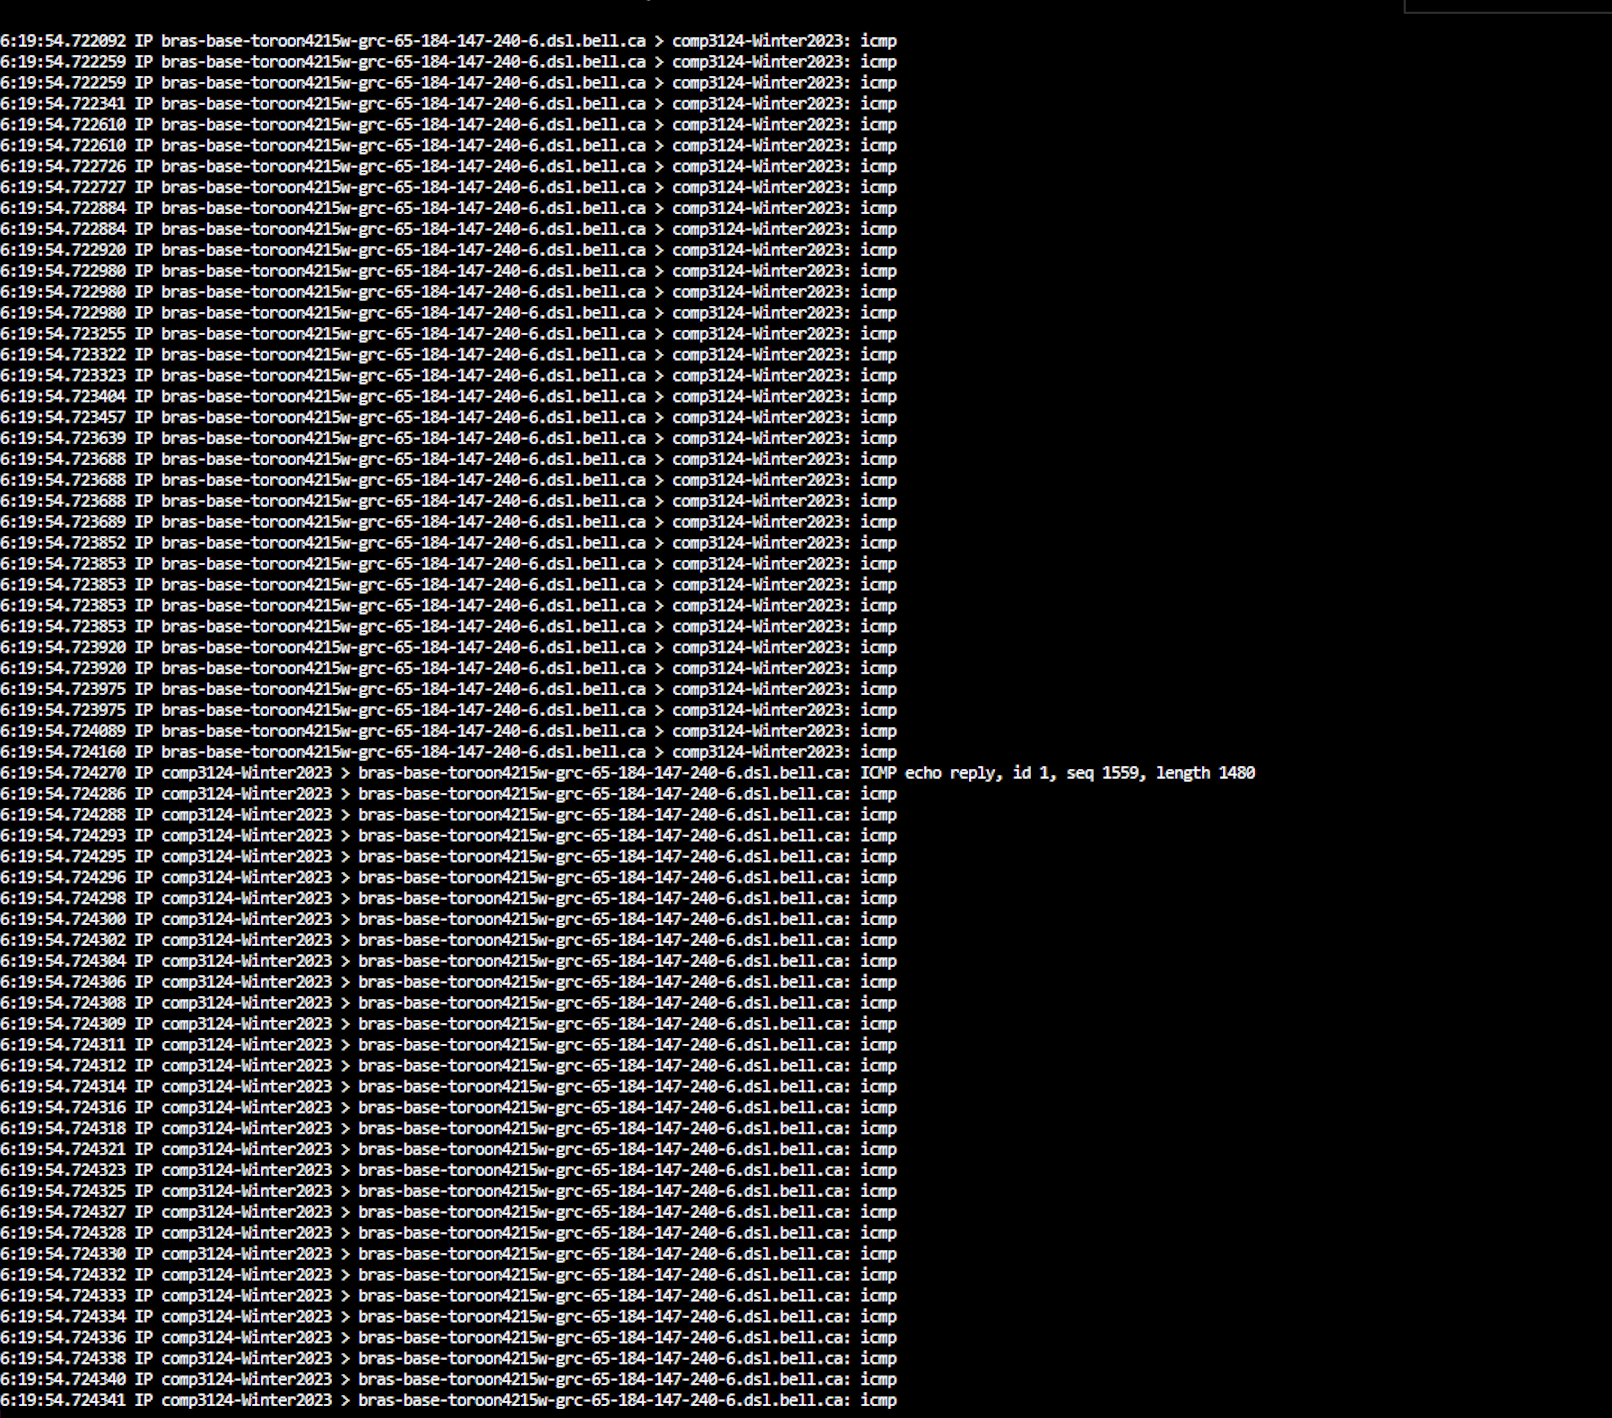 6:19:54.722092 IP bras-base-toroon4215w-grc-65-184-147-240-6.dsl.bell.ca > comp3124-Winter2023: icmp
6:19:54.722259 IP bras-base-toroon4215w-grc-65-184-147-240-6.dsl.bell.ca > comp3124-Winter2023: icmp
6:19:54.722259 IP bras-base-toroon4215w-grc-65-184-147-240-6.dsl.bell.ca > comp3124-Winter2023: icmp
6:19:54.722341 IP bras-base-toroon4215w-grc-65-184-147-240-6.dsl.bell.ca > comp3124-Winter2023: icmp
6:19:54.722610 IP bras-base-toroon4215w-grc-65-184-147-240-6.dsl.bell.ca > comp3124-Winter2023: icmp
6:19:54.722610 IP bras-base-toroon4215w-grc-65-184-147-240-6.dsl.bell.ca > comp3124-Winter2023: icmp
6:19:54.722726 IP bras-base-toroon4215w-grc-65-184-147-240-6.dsl.bell.ca > comp3124-Winter2023: icmp
6:19:54.722727 IP bras-base-toroon4215w-grc-65-184-147-240-6.dsl.bell.ca > comp3124-Winter2023: icmp
6:19:54.722884 IP bras-base-toroon4215w-grc-65-184-147-240-6.dsl.bell.ca > comp3124-Winter2023: icmp
6:19:54.722884 IP bras-base-toroon4215w-grc-65-184-147-240-6.dsl.bell.ca > comp3124-Winter2023: icmp
6:19:54.722920 IP bras-base-toroon4215w-grc-65-184-147-240-6.dsl.bell.ca > comp3124-Winter2023: icmp
6:19:54.722980 IP bras-base-toroon4215w-grc-65-184-147-240-6.dsl.bell.ca > comp3124-Winter2023: icmp
6:19:54.722980 IP bras-base-toroon4215w-grc-65-184-147-240-6.dsl.bell.ca > comp3124-Winter2023: icmp
6:19:54.722980 IP bras-base-toroon4215w-grc-65-184-147-240-6.dsl.bell.ca > comp3124-Winter2023: icmp
6:19:54.723255 IP bras-base-toroon4215w-grc-65-184-147-240-6.dsl.bell.ca > comp3124-Winter2023: icmp
6:19:54.723322 IP bras-base-toroon4215w-grc-65-184-147-240-6.dsl.bell.ca > comp3124-Winter2023: icmp
6:19:54.723323 IP bras-base-toroon4215w-grc-65-184-147-240-6.dsl.bell.ca > comp3124-Winter2023: icmp
6:19:54.723404 IP bras-base-toroon4215w-grc-65-184-147-240-6.dsl.bell.ca > comp3124-Winter2023: icmp
6:19:54.723457 IP bras-base-toroon4215w-grc-65-184-147-240-6.dsl.bell.ca > comp3124-Winter2023: icmp
6:19:54.723639 IP bras-base-toroon4215w-grc-65-184-147-240-6.dsl.bell.ca > comp3124-Winter2023: icmp
6:19:54.723688 IP bras-base-toroon4215w-grc-65-184-147-240-6.dsl.bell.ca > comp3124-Winter2023: icmp
6:19:54.723688 IP bras-base-toroon4215w-grc-65-184-147-240-6.dsl.bell.ca > comp3124-Winter2023: icmp
6:19:54.723688 IP bras-base-toroon4215w-grc-65-184-147-240-6.dsl.bell.ca > comp3124-Winter2023: icmp
6:19:54.723689 IP bras-base-toroon4215w-grc-65-184-147-240-6.dsl.bell.ca > comp3124-Winter2023: icmp
6:19:54.723852 IP bras-base-toroon4215w-grc-65-184-147-240-6.dsl.bell.ca > comp3124-Winter2023: icmp
6:19:54.723853 IP bras-base-toroon4215w-grc-65-184-147-240-6.dsl.bell.ca > comp3124-Winter2023: icmp
6:19:54.723853 IP bras-base-toroon4215w-grc-65-184-147-240-6.dsl.bell.ca > comp3124-Winter2023: icmp
6:19:54.723853 IP bras-base-toroon4215w-grc-65-184-147-240-6.dsl.bell.ca > comp3124-Winter2023: icmp
6:19:54.723853 IP bras-base-toroon4215w-grc-65-184-147-240-6.dsl.bell.ca > comp3124-Winter2023: icmp
6:19:54.723920 IP bras-base-toroon4215w-grc-65-184-147-240-6.dsl.bell.ca > comp3124-Winter2023: icmp
6:19:54.723920 IP bras-base-toroon4215w-grc-65-184-147-240-6.dsl.bell.ca > comp3124-Winter2023: icmp
6:19:54.723975 IP bras-base-toroon4215w-grc-65-184-147-240-6.dsl.bell.ca > comp3124-Winter2023: icmp
6:19:54.723975 IP bras-base-toroon4215w-grc-65-184-147-240-6.dsl.bell.ca > comp3124-Winter2023: icmp
6:19:54.724089 IP bras-base-toroon4215w-grc-65-184-147-240-6.dsl.bell.ca > comp3124-Winter2023: icmp
6:19:54.724160 IP bras-base-toroon4215w-grc-65-184-147-240-6.dsl.bell.ca > comp3124-Winter2023: icmp
6:19:54.724270 IP comp3124-Winter2023 > bras-base-toroon4215w-grc-65-184-147-240-6.dsl.bell.ca: ICMP echo reply, id 1, seq 1559, length 1480
6:19:54.724286 IP comp3124-Winter2023 > bras-base-toroon4215w-grc-65-184-147-240-6.dsl.bell.ca: icmp
6:19:54.724288 IP comp3124-Winter2023 > bras-base-toroon4215w-grc-65-184-147-240-6.dsl.bell.ca: icmp
6:19:54.724293 IP comp3124-Winter2023 > bras-base-toroon4215w-grc-65-184-147-240-6.dsl.bell.ca: icmp
6:19:54.724295 IP comp3124-Winter2023 > bras-base-toroon4215w-grc-65-184-147-240-6.dsl.bell.ca: icmp
6:19:54.724296 IP comp3124-Winter2023 > bras-base-toroon4215w-grc-65-184-147-240-6.dsl.bell.ca: icmp
6:19:54.724298 IP comp3124-Winter2023 > bras-base-toroon4215w-grc-65-184-147-240-6.dsl.bell.ca: icmp
6:19:54.724300 IP comp3124-Winter2023 > bras-base-toroon4215w-grc-65-184-147-240-6.dsl.bell.ca: icmp
6:19:54.724302 IP comp3124-Winter2023 > bras-base-toroon4215w-grc-65-184-147-240-6.dsl.bell.ca: icmp
6:19:54.724304 IP comp3124-Winter2023 > bras-base-toroon4215w-grc-65-184-147-240-6.dsl.bell.ca: icmp
6:19:54.724306 IP comp3124-Winter2023 > bras-base-toroon4215w-grc-65-184-147-240-6.dsl.bell.ca: icmp
6:19:54.724308 IP comp3124-Winter2023 > bras-base-toroon4215w-grc-65-184-147-240-6.dsl.bell.ca: icmp
6:19:54.724309 IP comp3124-Winter2023 > bras-base-toroon4215w-grc-65-184-147-240-6.dsl.bell.ca: icmp
6:19:54.724311 IP comp3124-Winter2023 > bras-base-toroon4215w-grc-65-184-147-240-6.dsl.bell.ca: icmp
6:19:54.724312 IP comp3124-Winter2023 > bras-base-toroon4215w-grc-65-184-147-240-6.dsl.bell.ca: icmp
6:19:54.724314 IP comp3124-Winter2023 > bras-base-toroon4215w-grc-65-184-147-240-6.dsl.bell.ca: icmp
6:19:54.724316 IP comp3124-Winter2023 > bras-base-toroon4215w-grc-65-184-147-240-6.dsl.bell.ca: icmp
6:19:54.724318 IP comp3124-Winter2023 > bras-base-toroon4215w-grc-65-184-147-240-6.dsl.bell.ca: icmp
6:19:54.724321 IP comp3124-Winter2023 > bras-base-toroon4215w-grc-65-184-147-240-6.dsl.bell.ca: icmp
6:19:54.724323 IP comp3124-Winter2023 > bras-base-toroon4215w-grc-65-184-147-240-6.dsl.bell.ca: icmp
6:19:54.724325 IP comp3124-Winter2023 > bras-base-toroon4215w-grc-65-184-147-240-6.dsl.bell.ca: icmp
6:19:54.724327 IP comp3124-Winter2023 > bras-base-toroon4215w-grc-65-184-147-240-6.dsl.bell.ca: icmp
6:19:54.724328 IP comp3124-Winter2023 > bras-base-toroon4215w-grc-65-184-147-240-6.dsl.bell.ca: icmp
6:19:54.724330 IP comp3124-Winter2023 > bras-base-toroon4215w-grc-65-184-147-240-6.dsl.bell.ca: icmp
6:19:54.724332 IP comp3124-Winter2023 > bras-base-toroon4215w-grc-65-184-147-240-6.dsl.bell.ca: icmp
6:19:54.724333 IP comp3124-Winter2023 > bras-base-toroon4215w-grc-65-184-147-240-6.dsl.bell.ca: icmp
6:19:54.724334 IP comp3124-Winter2023 > bras-base-toroon4215w-grc-65-184-147-240-6.dsl.bell.ca: icmp
6:19:54.724336 IP comp3124-Winter2023 > bras-base-toroon4215w-grc-65-184-147-240-6.dsl.bell.ca: icmp
6:19:54.724338 IP comp3124-Winter2023 > bras-base-toroon4215w-grc-65-184-147-240-6.dsl.bell.ca: icmp
6:19:54.724340 IP comp3124-Winter2023 > bras-base-toroon4215w-grc-65-184-147-240-6.dsl.bell.ca: icmp
6:19:54.724341 IP comp3124-Winter2023 > bras-base-toroon4215w-grc-65-184-147-240-6.dsl.bell.ca: icmp